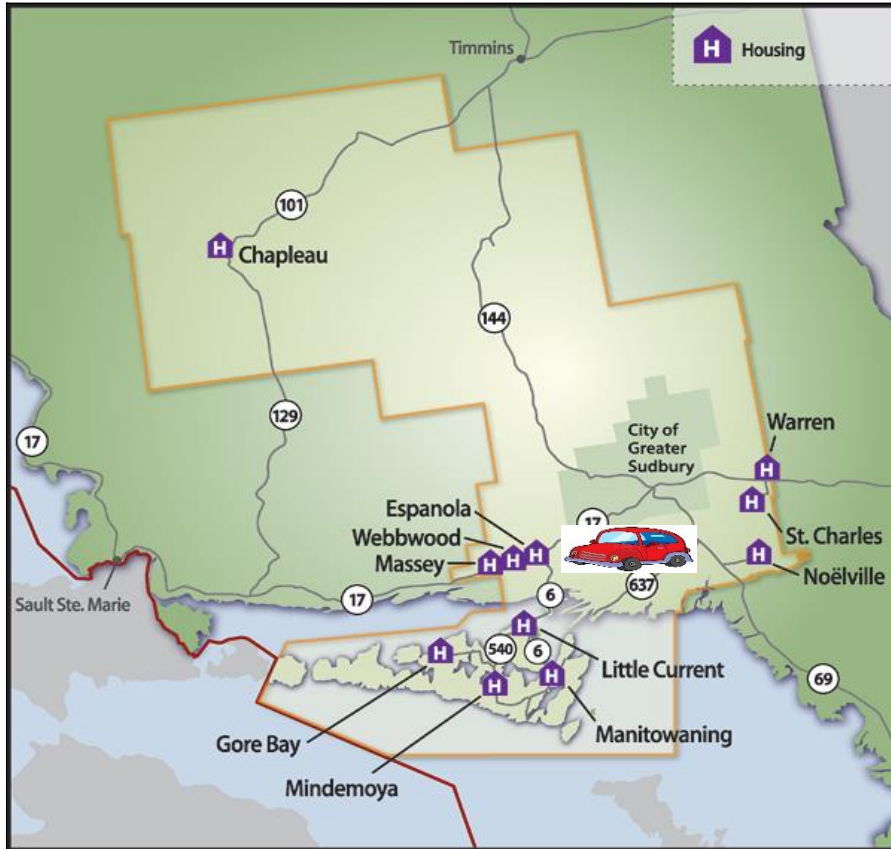 Timmins
H
Housing
101
H
Chapleau
144
129
17
City of
Greater
Sudbury
Warren
H
Espanola
17
H
St. Charles
Webbwood
H
H
H
Massey
H
Noëlville
Sault Ste. Marie
17
6
637
H
540
6
Little Current
H
H
H
69
Gore Bay
Manitowaning
Mindemoya